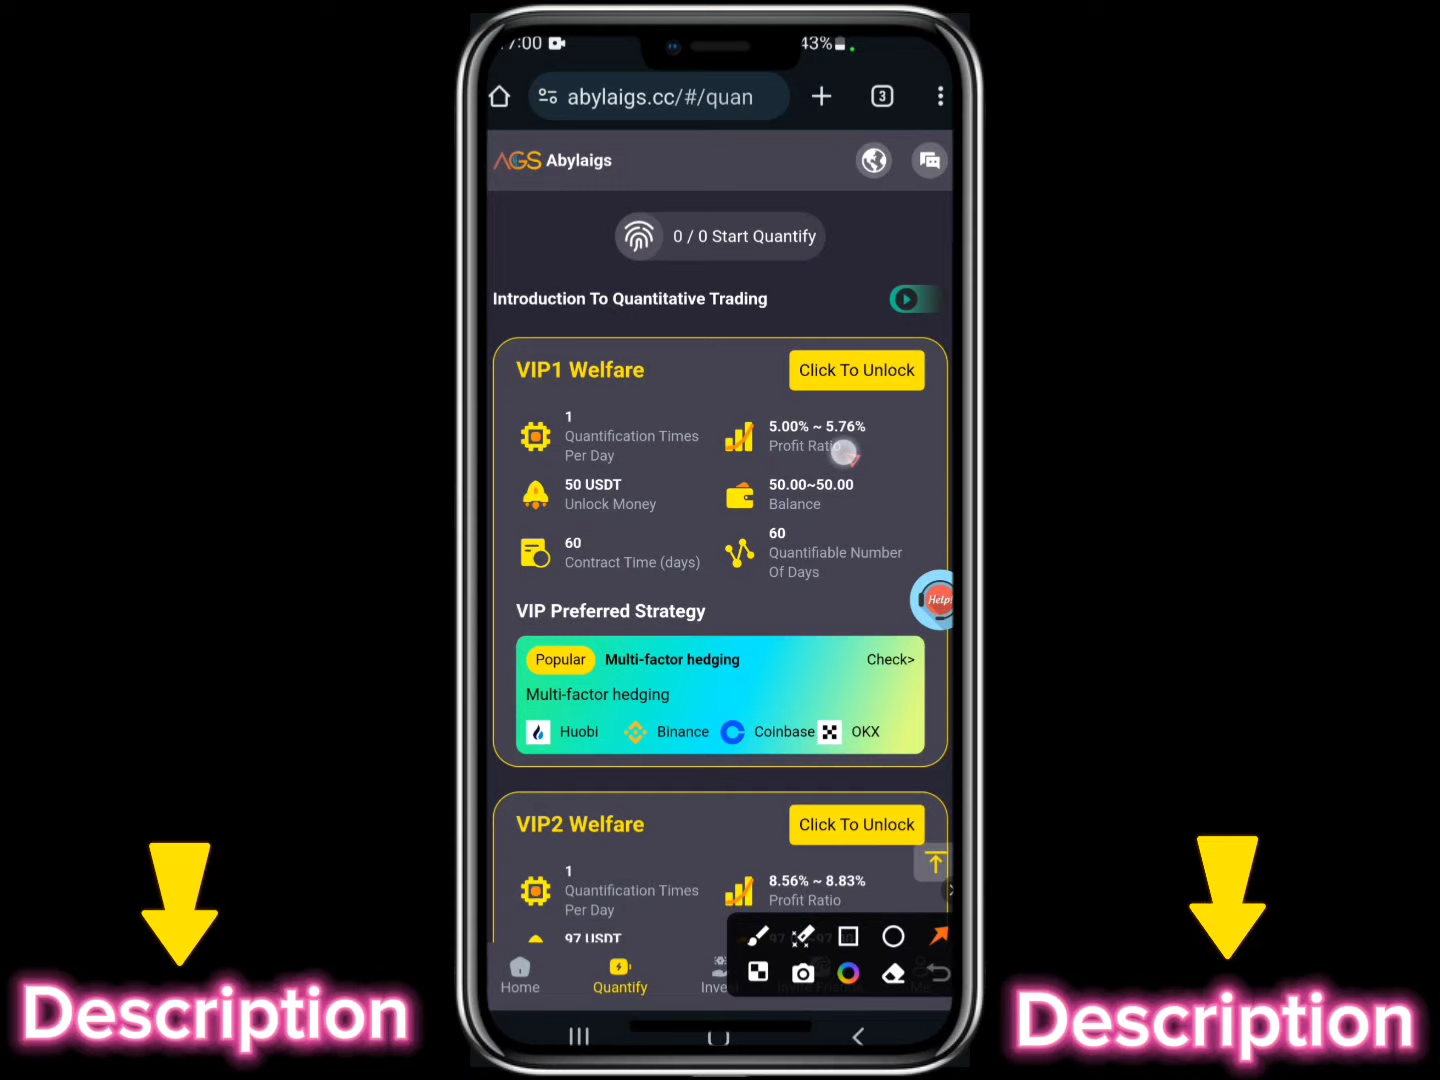 7:00
43%
abylaigs.cc/#/quan
3
AGS Abylaigs
0 / 0 Start Quantify
Introduction To Quantitative Trading
VIP1 Welfare
Click To Unlock
1
Quantification Times
Per Day
5.00% ~ 5.76%
Profit Ratio
50 USDT
Unlock Money
50.00~50.00
Balance
60
Contract Time (days)
60
Quantifiable Number
Of Days
Help!
VIP Preferred Strategy
Popular
Multi-factor hedging
Check>
Multi-factor hedging
Huobi
Binance
Coinbase
OKX
VIP2 Welfare
Click To Unlock
1
Quantification Times
Per Day
8.56% ~ 8.83%
Profit Ratio
97 USDT
Home
Quantify
Description
Description